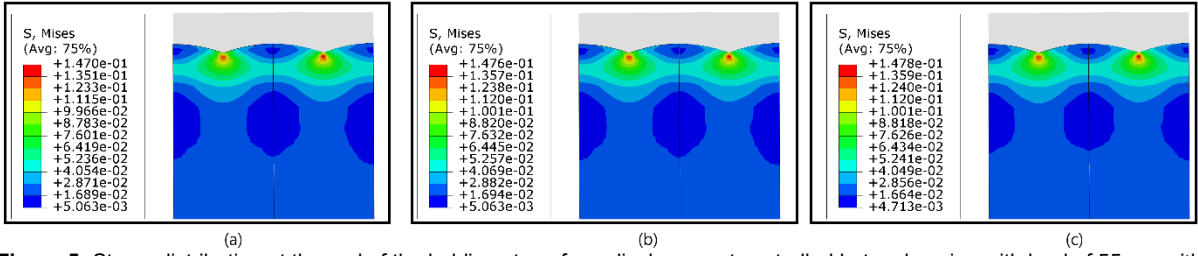 S, Mises
(Avg: 75%)
+1.470e-01
+1.351e-01
+1.233e-01
+1.115e-01
+9.966e-02
+8.783e-02
+7.601e-02
+6.419e-02
+5.236e-02
+4.054e-02
+2.871e-02
+1.689e-02
+5.063e-03
(a)
S, Mises
(Avg: 75%)
+1.476e-01
+1.357e-01
+1.238e-01
+1.120e-01
+1.001e-01
+8.820e-02
+7.632e-02
+6.445e-02
+5.257e-02
+4.069e-02
+2.882e-02
+1.694e-02
+5.063e-03
(b)
S, Mises
(Avg: 75%)
+1.478e-01
+1.359e-01
+1.240e-01
+1.120e-01
+1.001e-01
+8.818e-02
+7.626e-02
+6.434e-02
+5.241e-02
+4.049e-02
+2.856e-02
+1.664e-02
+4.713e-03
(c)